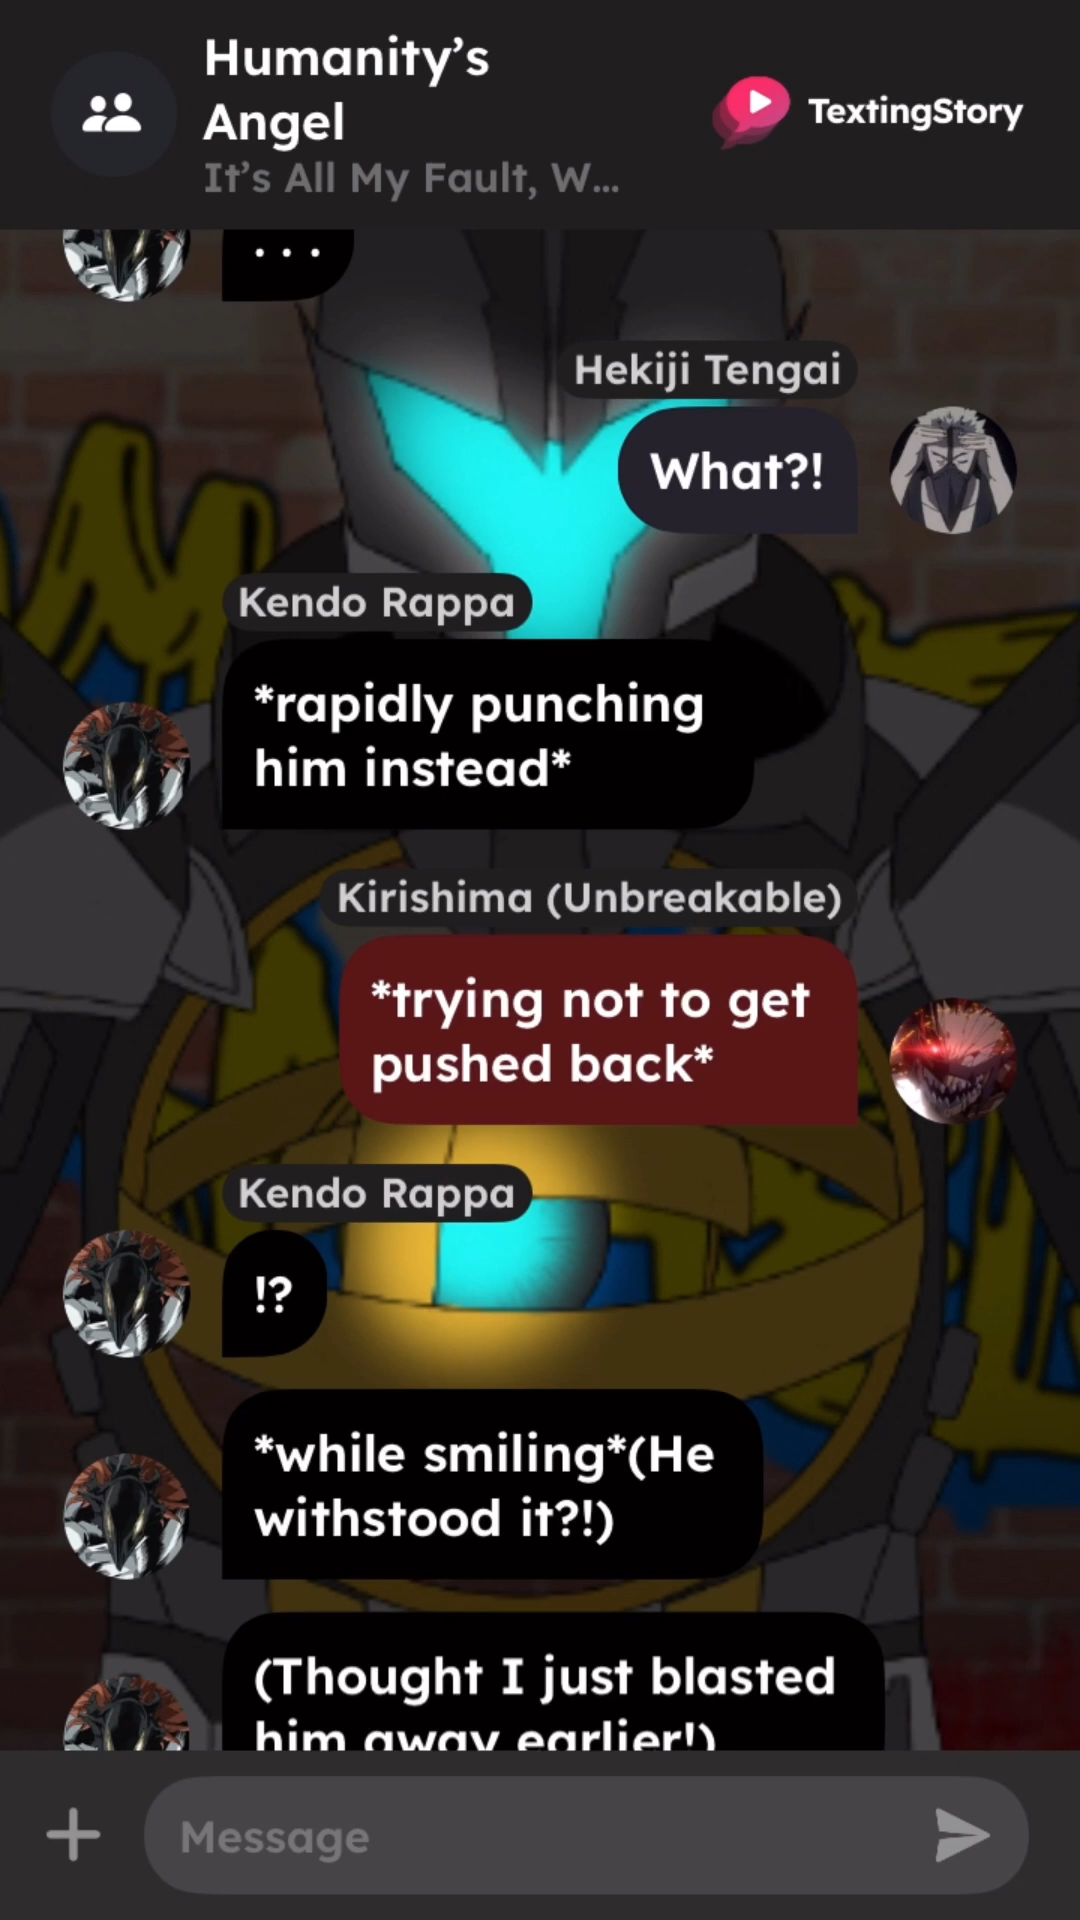 Humanity’s
Angel
It’s All My Fault, W...
TextingStory
...
Hekiji Tengai
What?!
Kendo Rappa
*rapidly punching
him instead*
Kirishima (Unbreakable)
*trying not to get
pushed back*
Kendo Rappa
!?
*while smiling*(He
withstood it?!)
(Thought I just blasted
him away earlier!)
Message